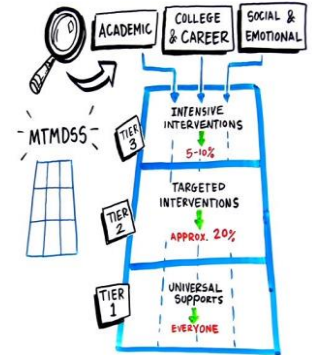 ACADEMIC
COLLEGE
& CAREER
SOCIAL &
EMOTIONAL
- MTMDSS -
TIER
3
INTENSIVE
INTERVENTIONS
5-10%
TIER
2
TARGETED
INTERVENTIONS
APPROX. 20%
TIER
1
UNIVERSAL
SUPPORTS
EVERYONE